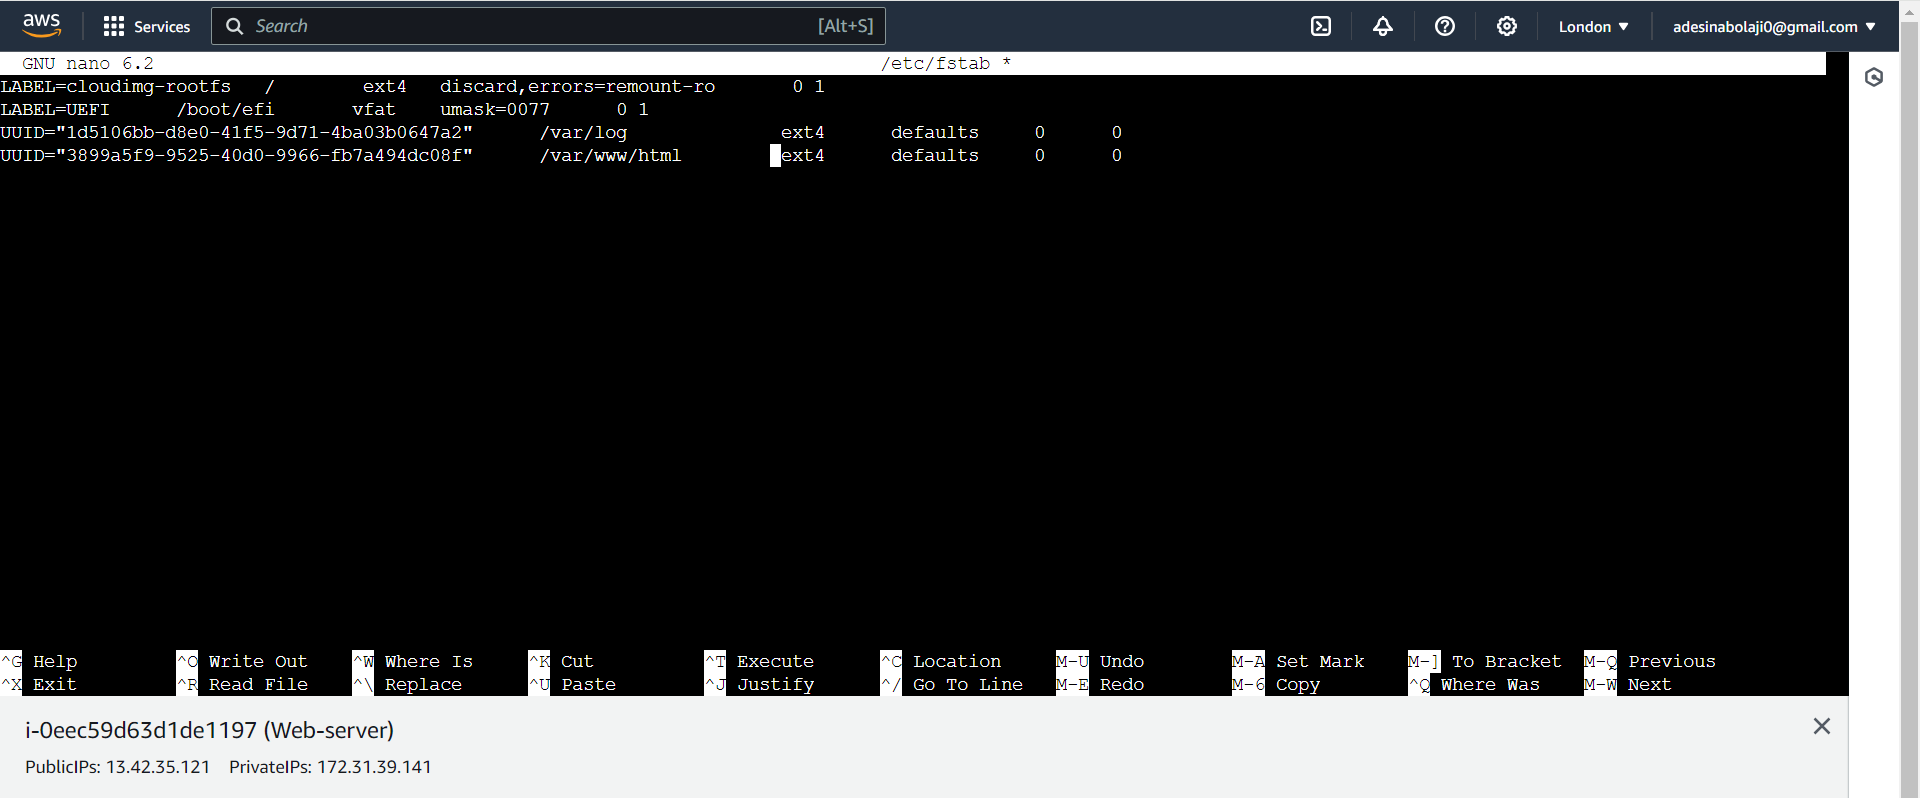 aws Services Search [Alt+S] London adesinabolaji0@gmail.com
GNU nano 6.2 /etc/fstab *
LABEL=cloudimg-rootfs / ext4 discard,errors=remount-ro 0 1
LABEL=UEFI /boot/efi vfat umask=0077 0 1
UUID="1d5106bb-d8e0-41f5-9d71-4ba03b0647a2" /var/log ext4 defaults 0 0
UUID="3899a5f9-9525-40d0-9966-fb7a494dc08f" /var/www/html ext4 defaults 0 0
^G Help ^O Write Out ^W Where Is ^K Cut ^T Execute ^C Location M-U Undo M-A Set Mark M-] To Bracket M-Q Previous
^X Exit ^R Read File ^\ Replace ^U Paste ^J Justify ^/ Go To Line M-E Redo M-6 Copy ^Q Where Was M-W Next
i-0eec59d63d1de1197 (Web-server)
PublicIPs: 13.42.35.121 PrivateIPs: 172.31.39.141